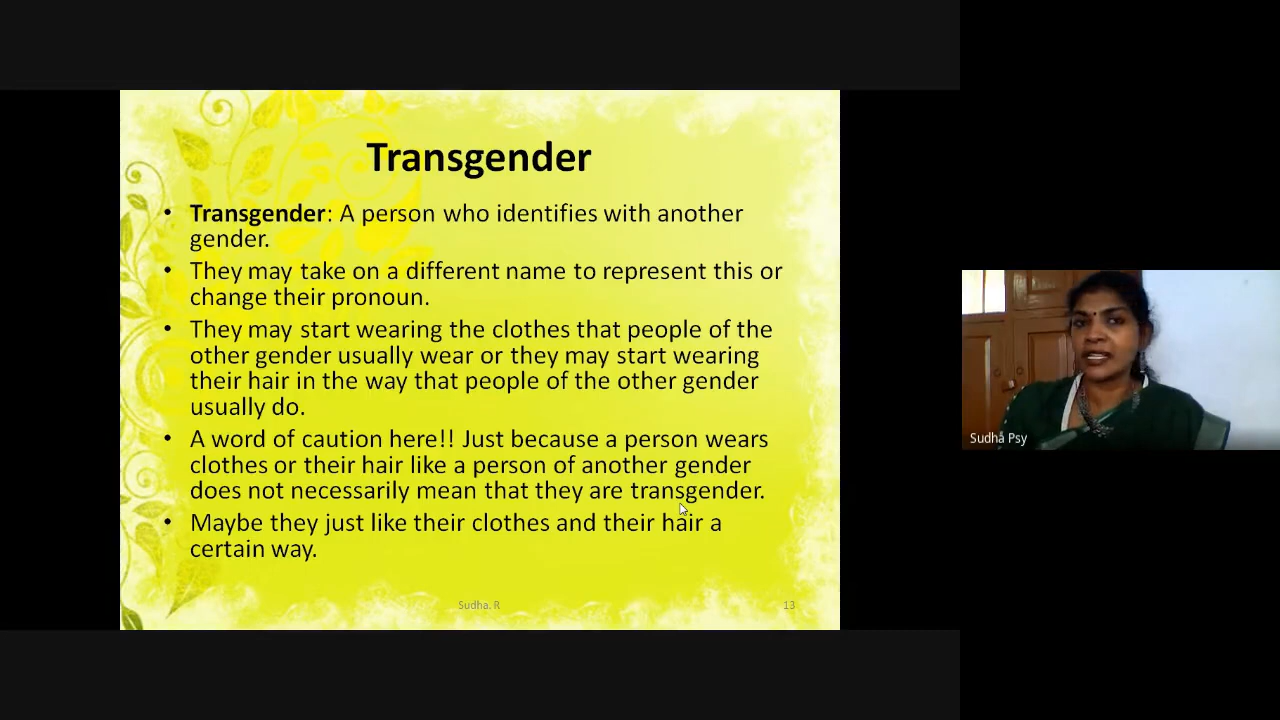 Transgender
• Transgender: A person who identifies with another
gender.
• They may take on a different name to represent this or
change their pronoun.
• They may start wearing the clothes that people of the
other gender usually wear or they may start wearing
their hair in the way that people of the other gender
usually do.
• A word of caution here!! Just because a person wears
clothes or their hair like a person of another gender
does not necessarily mean that they are transgender.
• Maybe they just like their clothes and their hair a
certain way.
Sudha. R
13
Sudha Psy